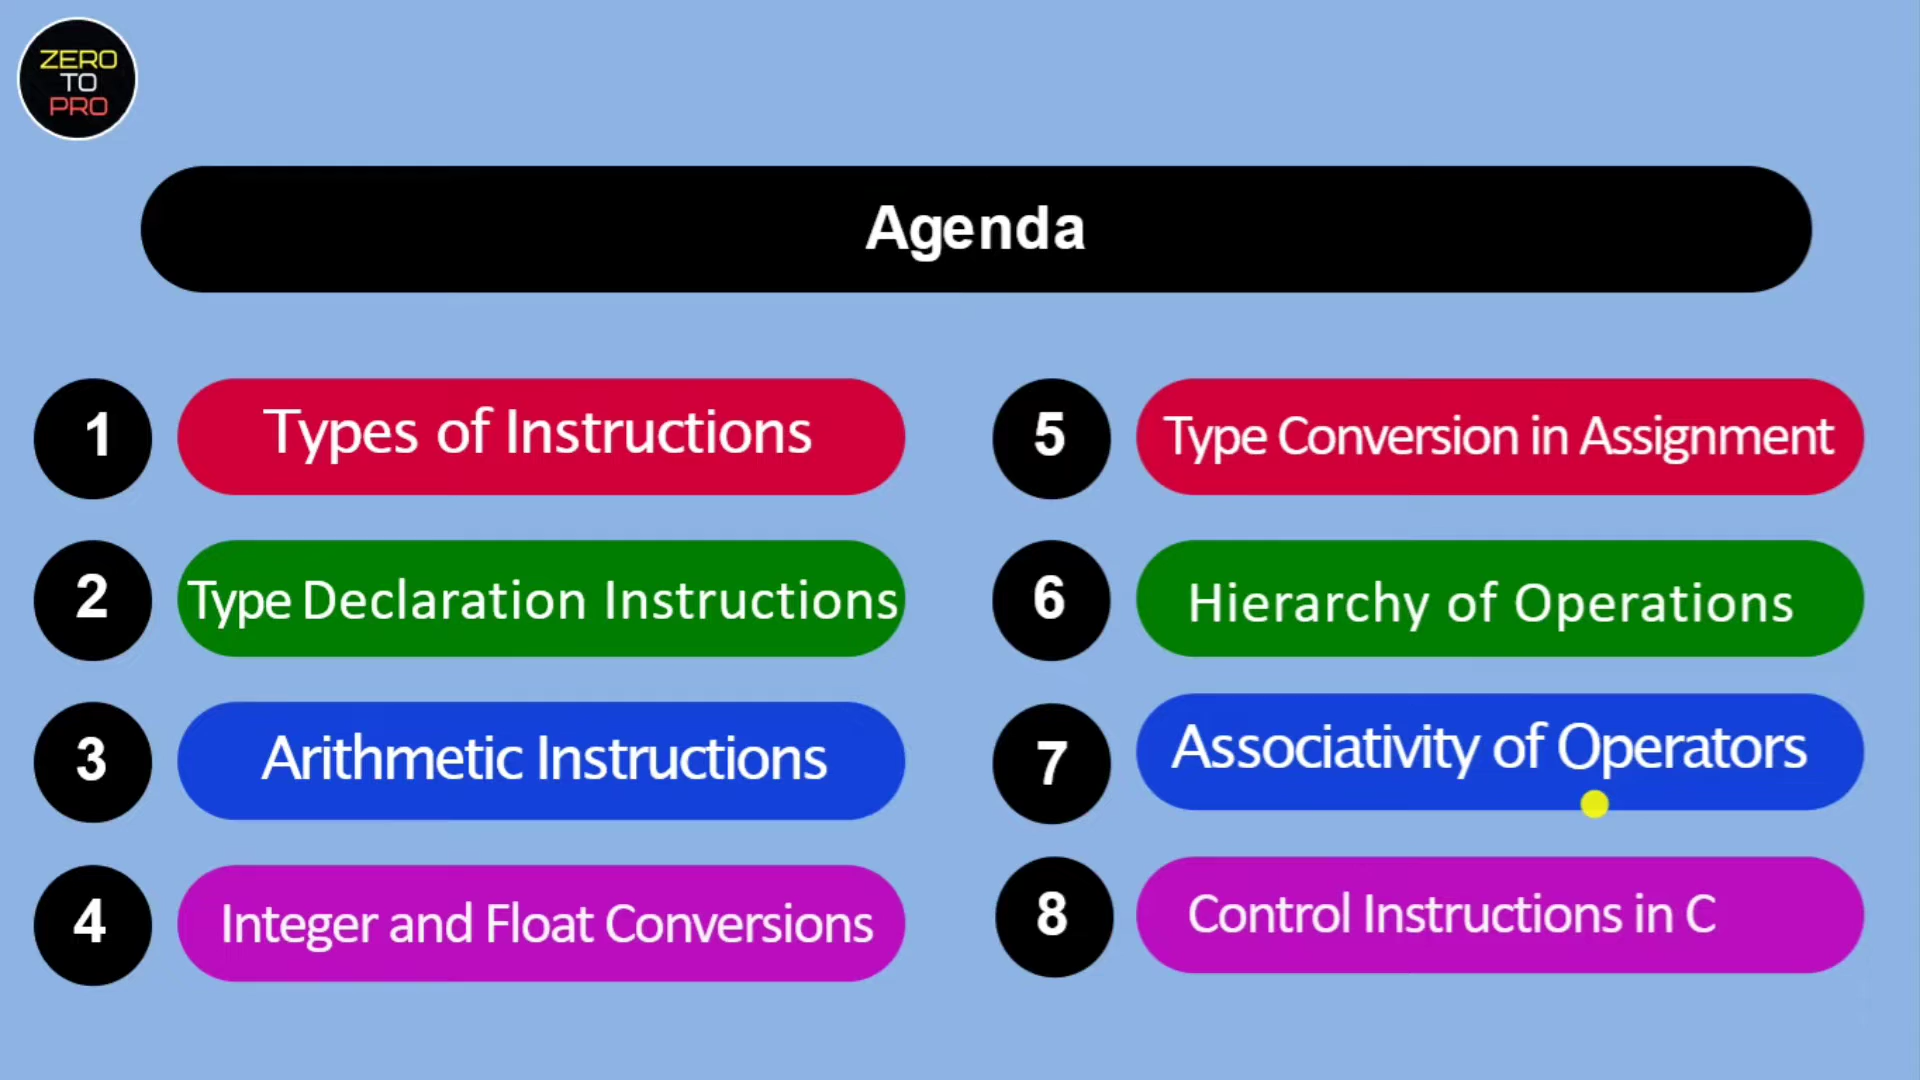 ZERO
TO
PRO
Agenda
1 Types of Instructions
2 Type Declaration Instructions
3 Arithmetic Instructions
4 Integer and Float Conversions
5 Type Conversion in Assignment
6 Hierarchy of Operations
7 Associativity of Operators
8 Control Instructions in C